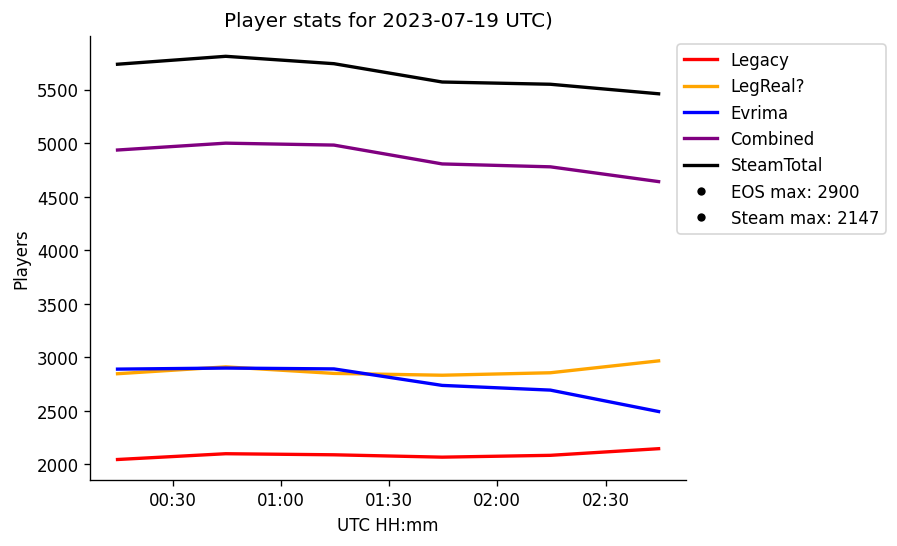 Player stats for 2023-07-19 UTC)
Legacy
LegReal?
Evrima
Combined
SteamTotal
EOS max: 2900
Steam max: 2147
Players
5500
5000
4500
4000
3500
3000
2500
2000
00:30 01:00 01:30 02:00 02:30
UTC HH:mm